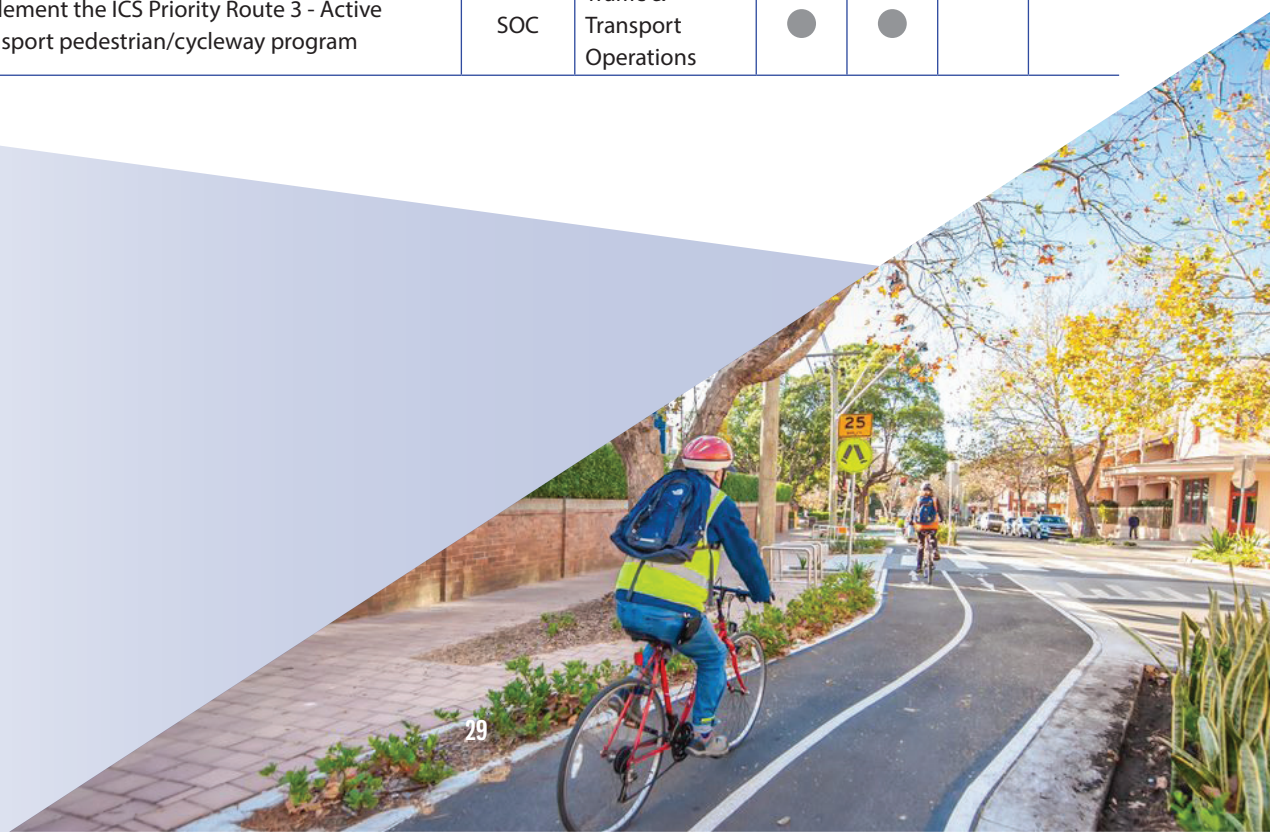 lement the ICS Priority Route 3 - Active
sport pedestrian/cycleway program
SOC
Transport
Operations
25
29